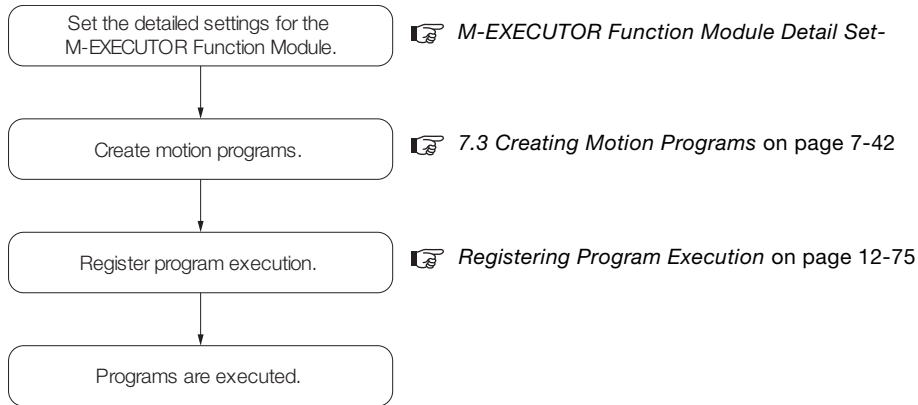 Set the detailed settings for the
M-EXECUTOR Function Module.
M-EXECUTOR Function Module Detail Set-
Create motion programs.
7.3 Creating Motion Programs on page 7-42
Register program execution.
Registering Program Execution on page 12-75
Programs are executed.